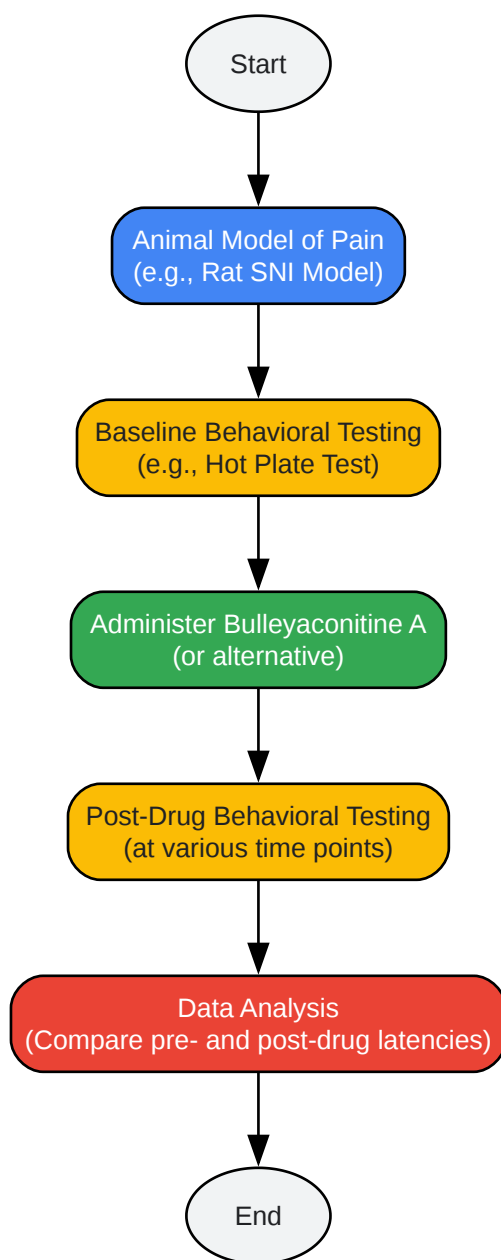 Start
Animal Model of Pain
(e.g., Rat SNI Model)
Baseline Behavioral Testing
(e.g., Hot Plate Test)
Administer Bulleyaconitine A
(or alternative)
Post-Drug Behavioral Testing
(at various time points)
Data Analysis
(Compare pre- and post-drug latencies)
End